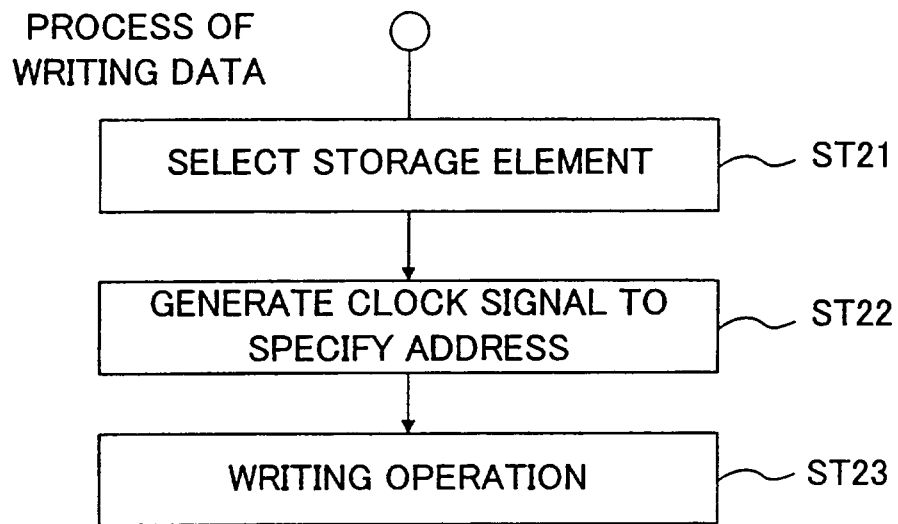 PROCESS OF
WRITING DATA
SELECT STORAGE ELEMENT
ST21
GENERATE CLOCK SIGNAL TO
SPECIFY ADDRESS
ST22
WRITING OPERATION
ST23